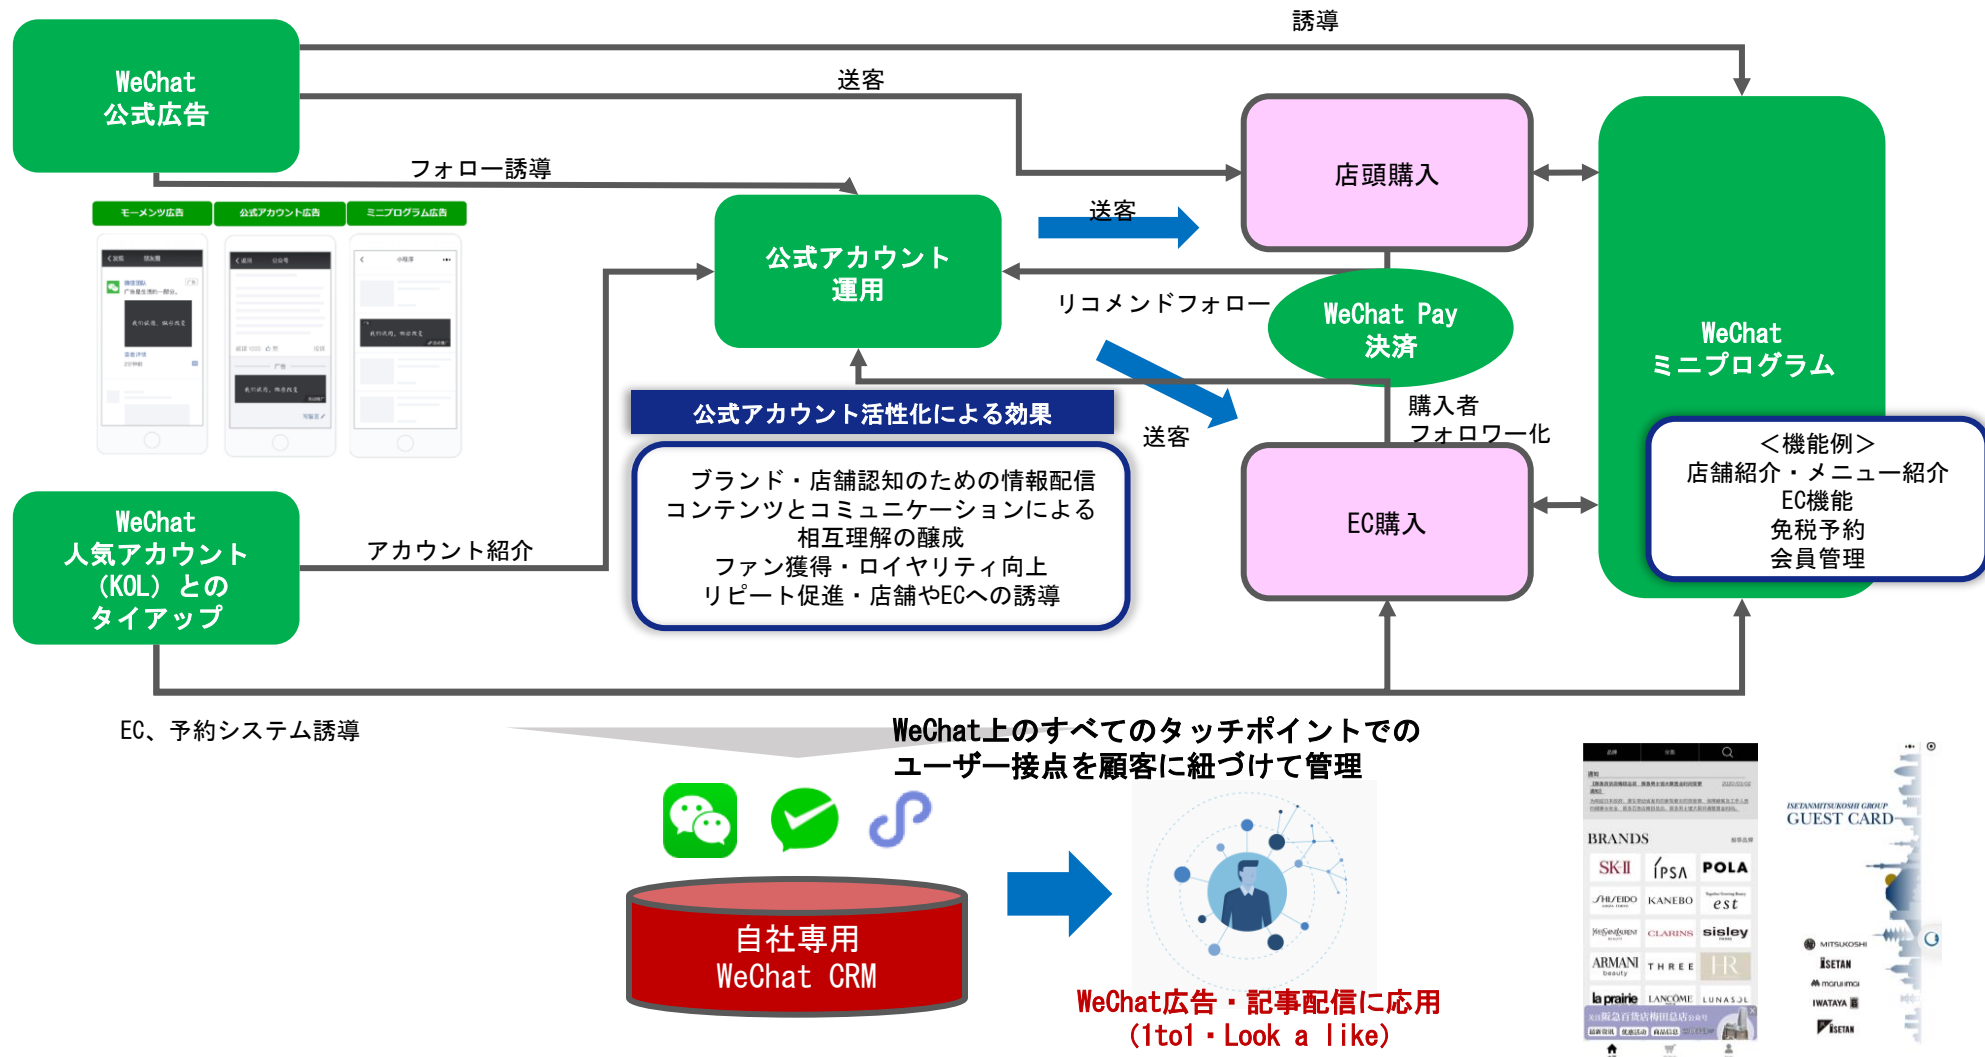 誘導
WeChat
公式広告
送客
フォロー誘導
店頭購入
モーメンツ広告
公式アカウント広告
ミニプログラム広告
送客
公式アカウント
運用
リコメンドフォロー
WeChat Pay
決済
WeChat
ミニプログラム
公式アカウント活性化による効果
送客
購入者
フォロワー化
ブランド・店舗認知のための情報配信
コンテンツとコミュニケーションによる
相互理解の醸成
ファン獲得・ロイヤリティ向上
リピート促進・店舗やECへの誘導
EC購入
＜機能例＞
店舗紹介・メニュー紹介
EC機能
免税予約
会員管理
WeChat
人気アカウント
（KOL）との
タイアップ
アカウント紹介
EC、予約システム誘導
WeChat上のすべてのタッチポイントでの
ユーザー接点を顧客に紐づけて管理
自社専用
WeChat CRM
WeChat広告・記事配信に応用
(1to1・Look a like)
BRANDS
SK-II
IPSA
POLA
SHISEIDO
KANEBO
est
YVES SAINT LAURENT
CLARINS
sisley
ARMANI
beauty
THREE
HR
la prairie
LANCÔME
LUNASOL
ISETANMITSUKOSHI GROUP
GUEST CARD
MITSUKOSHI
ISETAN
marui imai
IWATAYA
ISETAN